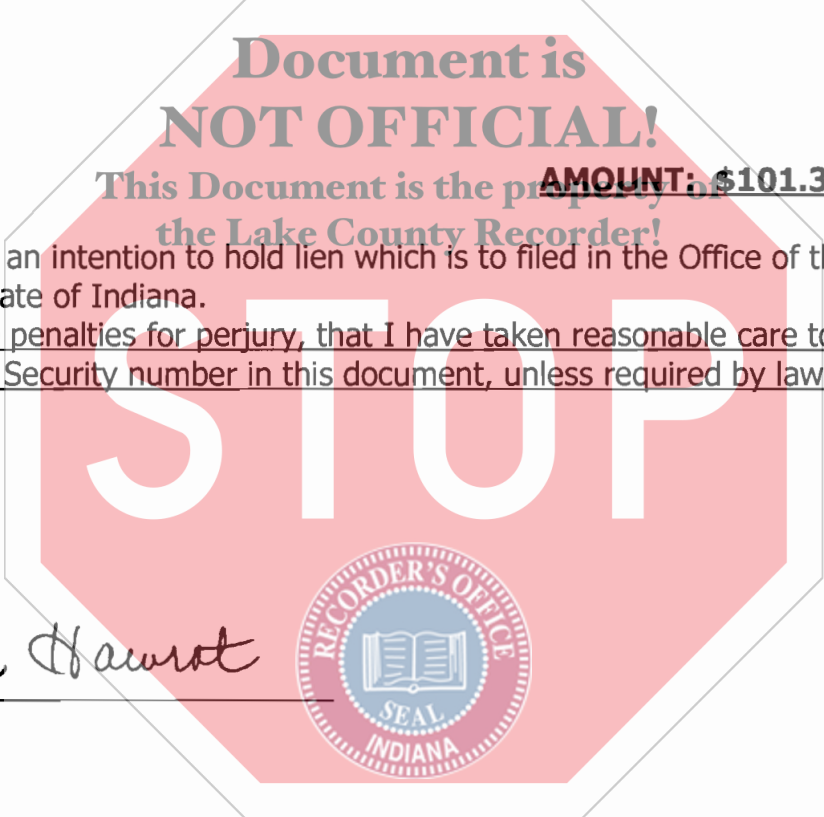 Document is
NOT OFFICIAL!
This Document is the property of
AMOUNT: $101.3
the Lake County Recorder!
an intention to hold lien which is to filed in the Office of th
ate of Indiana.
penalties for perjury, that I have taken reasonable care to
Security number in this document, unless required by law
STOP
RECORDER'S OFFICE
SEAL
INDIANA
Hawrot